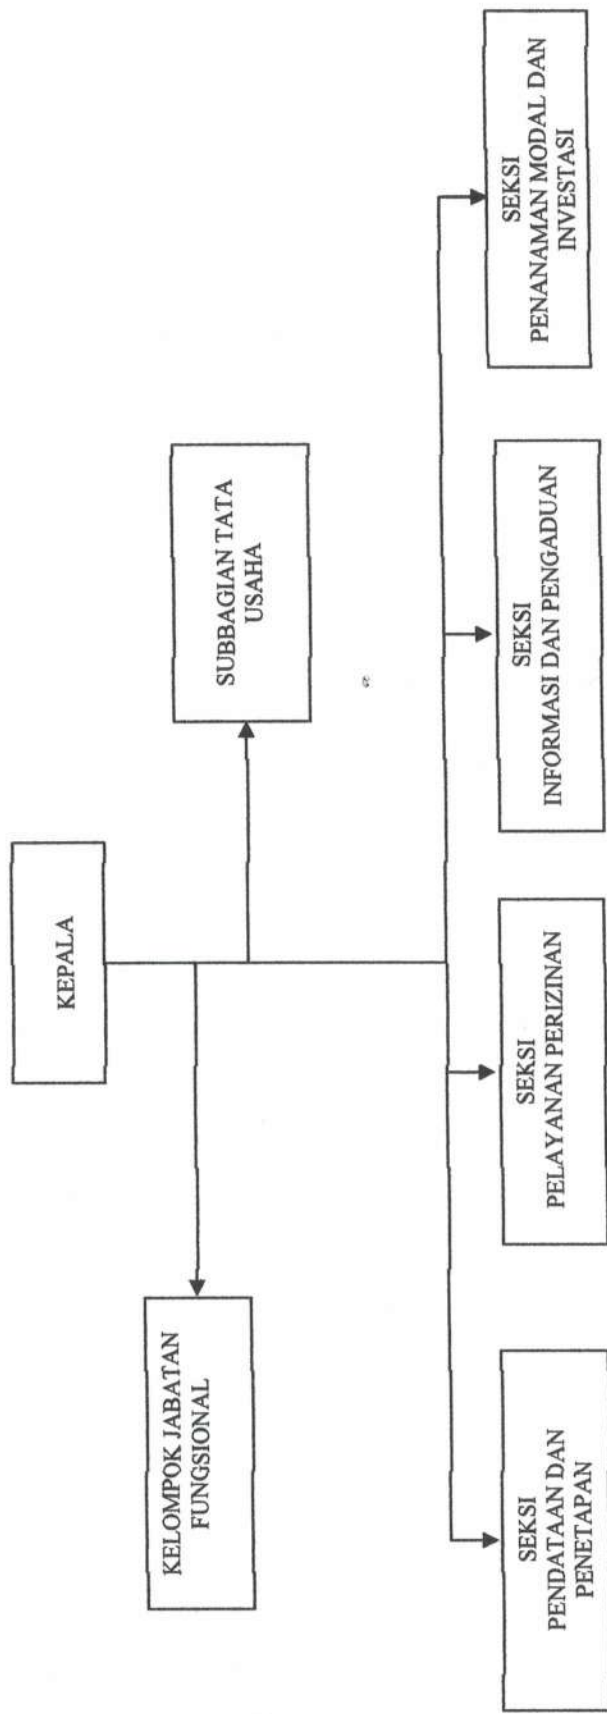 KEPALA
KELOMPOK JABATAN
FUNGSIONAL
SUBBAGIAN TATA
USAHA
SEKSI
PENDATAAN DAN
PENETAPAN
SEKSI
PELAYANAN PERIZINAN
SEKSI
INFORMASI DAN PENGADUAN
SEKSI
PENANAMAN MODAL DAN
INVESTASI